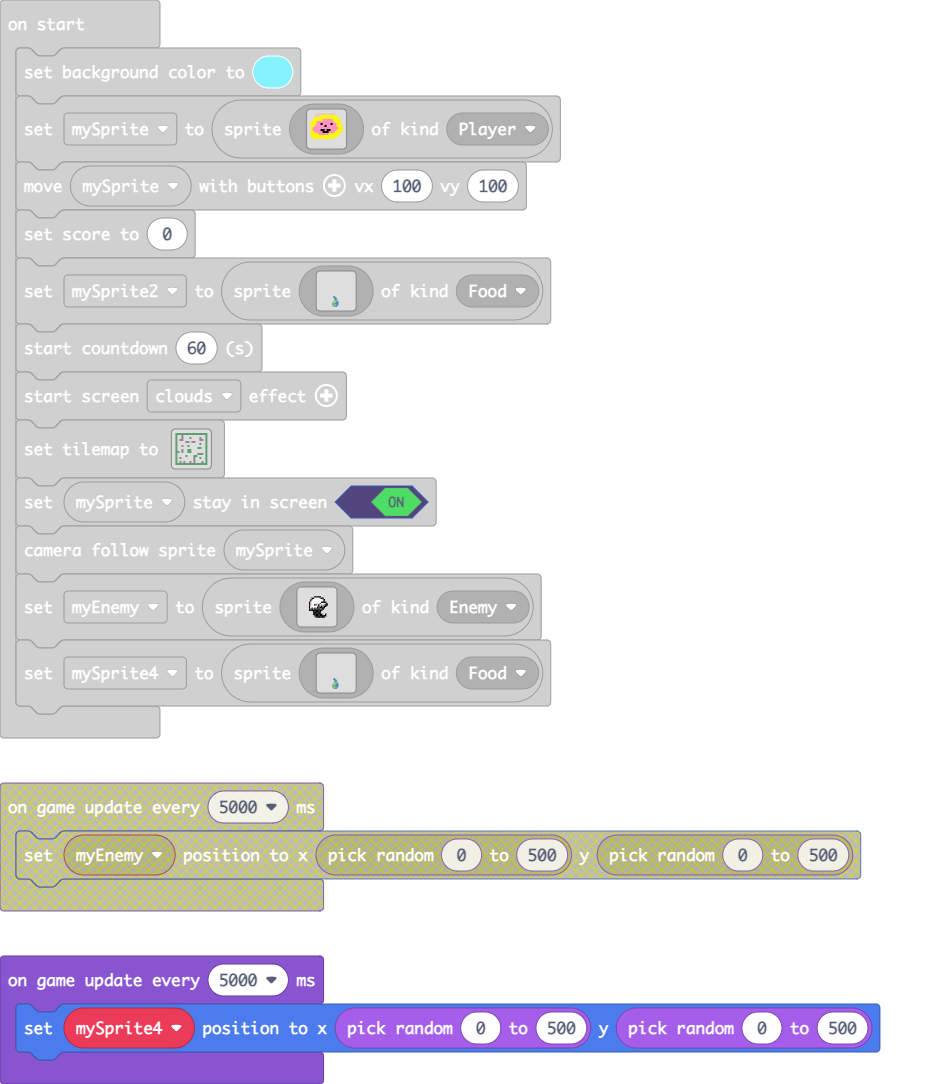 on start
set background color to
set mySprite to sprite of kind Player
move mySprite with buttons vx 100 vy 100
set score to 0
set mySprite2 to sprite of kind Food
start countdown 60 (s)
start screen clouds effect
set tilemap to
set mySprite stay in screen ON
camera follow sprite mySprite
set myEnemy to sprite of kind Enemy
set mySprite4 to sprite of kind Food
on game update every 5000 ms
set myEnemy position to x pick random 0 to 500 y pick random 0 to 500
on game update every 5000 ms
set mySprite4 position to x pick random 0 to 500 y pick random 0 to 500